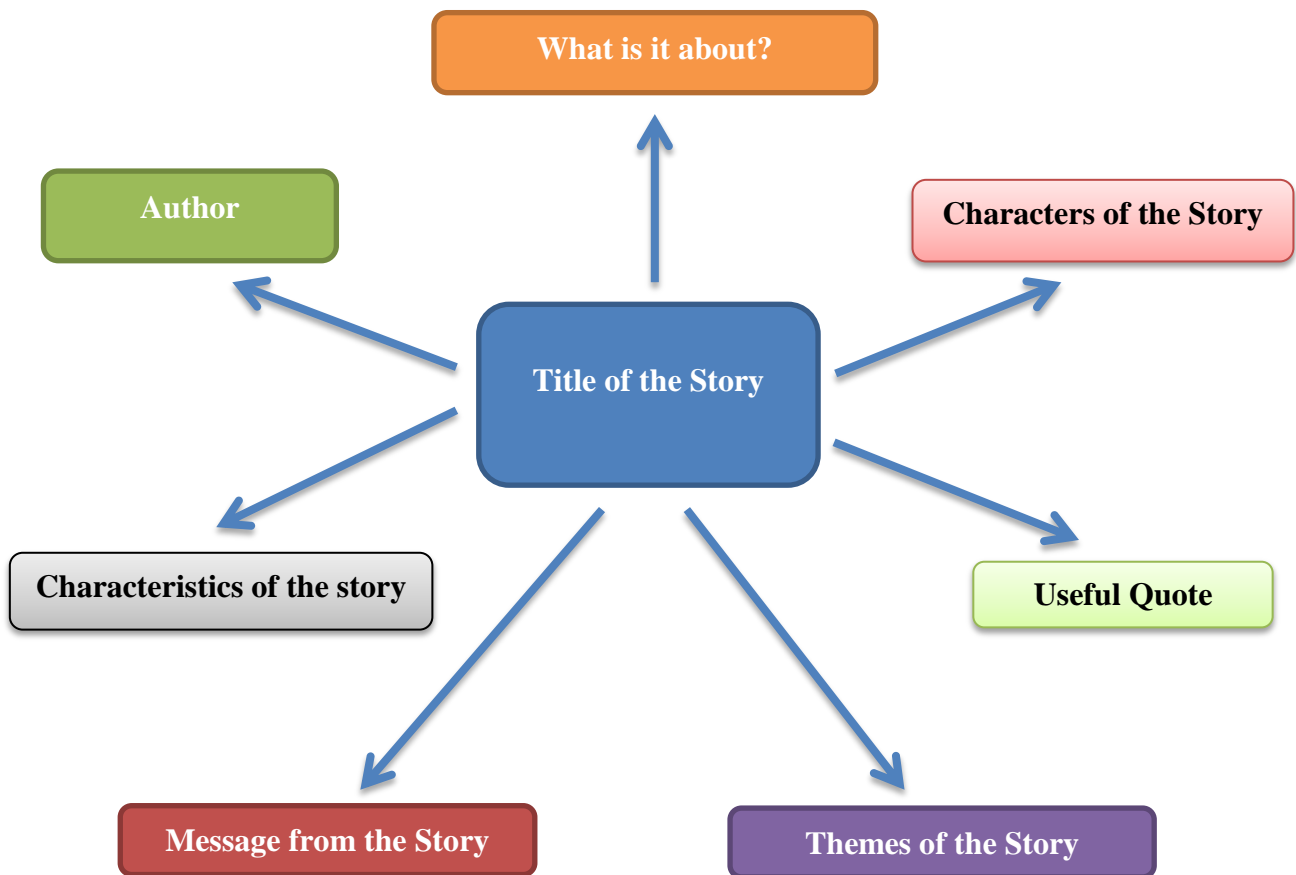 What is it about?
Author
Characters of the Story
Title of the Story
Characteristics of the story
Useful Quote
Message from the Story
Themes of the Story